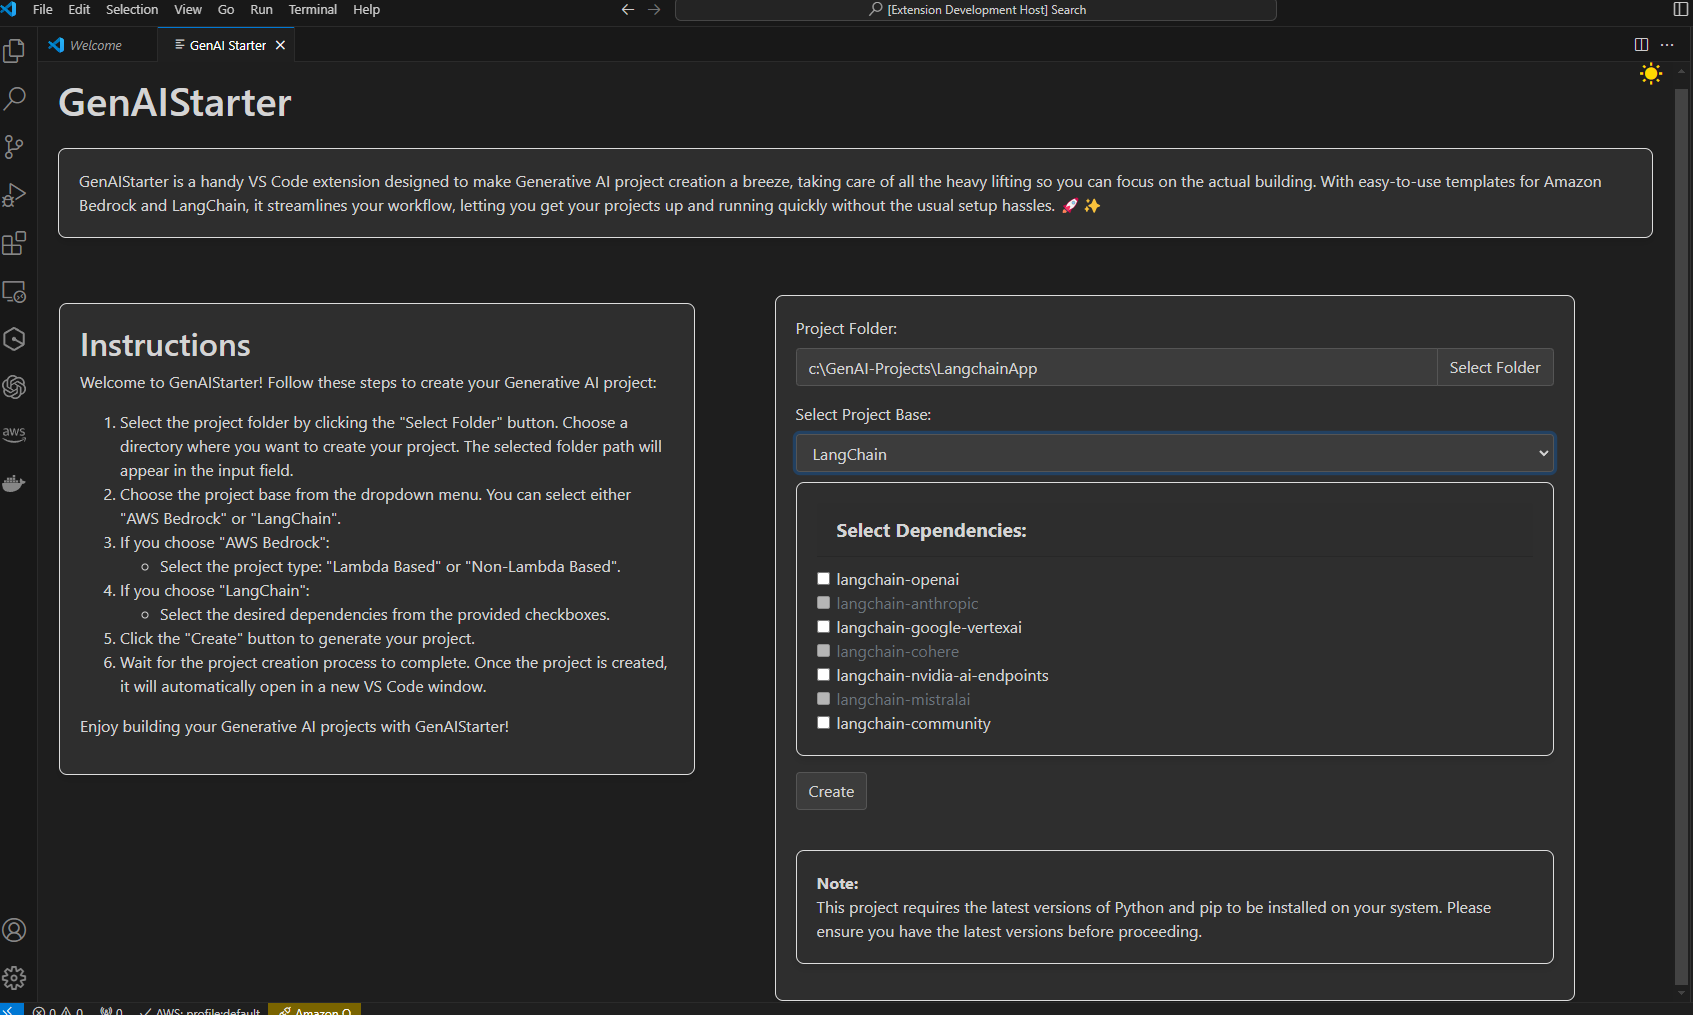 File Edit Selection View Go Run Terminal Help
[Extension Development Host] Search
Welcome
GenAI Starter
GenAIStarter
GenAIStarter is a handy VS Code extension designed to make Generative AI project creation a breeze, taking care of all the heavy lifting so you can focus on the actual building. With easy-to-use templates for Amazon
Bedrock and LangChain, it streamlines your workflow, letting you get your projects up and running quickly without the usual setup hassles. 🚀 ✨
Instructions
Welcome to GenAIStarter! Follow these steps to create your Generative AI project:
1. Select the project folder by clicking the "Select Folder" button. Choose a
directory where you want to create your project. The selected folder path will
appear in the input field.
2. Choose the project base from the dropdown menu. You can select either
"AWS Bedrock" or "LangChain".
3. If you choose "AWS Bedrock":
◦ Select the project type: "Lambda Based" or "Non-Lambda Based".
4. If you choose "LangChain":
◦ Select the desired dependencies from the provided checkboxes.
5. Click the "Create" button to generate your project.
6. Wait for the project creation process to complete. Once the project is created,
it will automatically open in a new VS Code window.
Enjoy building your Generative AI projects with GenAIStarter!
Project Folder:
c:\GenAI-Projects\LangchainApp
Select Folder
Select Project Base:
LangChain
Select Dependencies:
langchain-openai
langchain-anthropic
langchain-google-vertexai
langchain-cohere
langchain-nvidia-ai-endpoints
langchain-mistralai
langchain-community
Create
Note:
This project requires the latest versions of Python and pip to be installed on your system. Please
ensure you have the latest versions before proceeding.
aws
0 0 0 AWS: profile:default Amazon Q